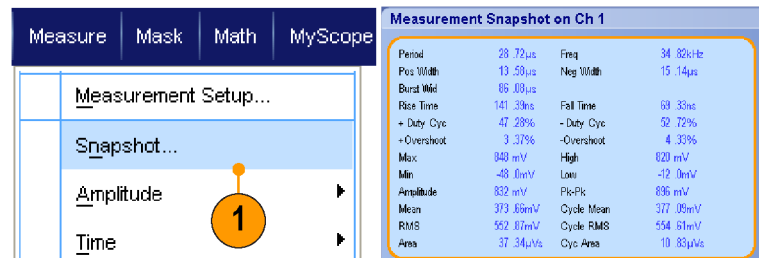 Measure Mask Math MyScope
Measurement Setup...
Snapshot...
Amplitude
1
Time
Measurement Snapshot on Ch 1
Period 28 .72µs Freq 34 .82kHz
Pos Width 13 .58µs Neg Width 15 .14µs
Burst Wid 86 .08µs
Rise Time 141 .39ns Fall Time 69 .33ns
+ Duty Cyc 47 .28% - Duty Cyc 52 .72%
+Overshoot 3 .37% -Overshoot 4 .33%
Max 848 mV High 820 mV
Min -48 .0mV Low -12 .0mV
Amplitude 832 mV Pk-Pk 896 mV
Mean 373 .66mV Cycle Mean 377 .09mV
RMS 552 .87mV Cycle RMS 554 .61mV
Area 37 .34µVs Cyc Area 10 .83µVs